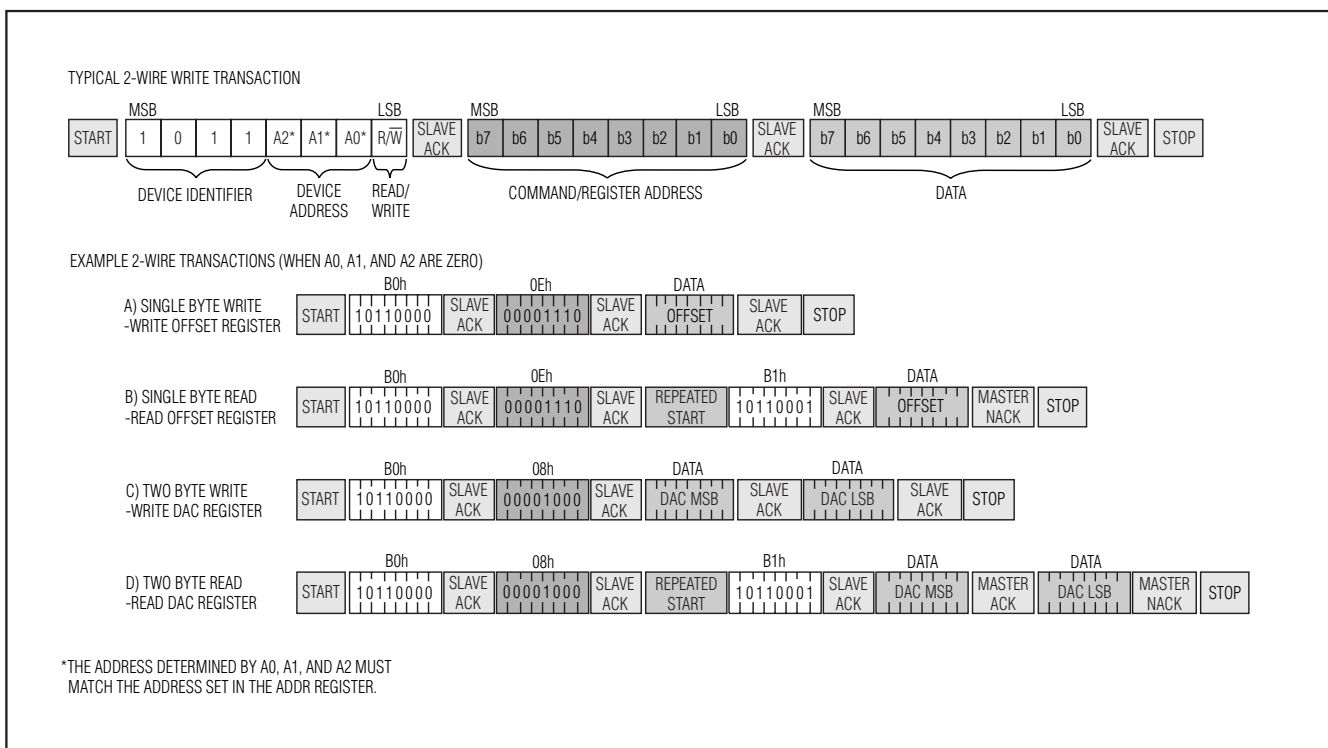 TYPICAL 2-WIRE WRITE TRANSACTION
MSB LSB MSB LSB MSB LSB
START 1 0 1 1 A2* A1* A0* R/W̅ SLAVE ACK b7 b6 b5 b4 b3 b2 b1 b0 SLAVE ACK b7 b6 b5 b4 b3 b2 b1 b0 SLAVE ACK STOP
DEVICE IDENTIFIER DEVICE ADDRESS READ/WRITE COMMAND/REGISTER ADDRESS DATA
EXAMPLE 2-WIRE TRANSACTIONS (WHEN A0, A1, AND A2 ARE ZERO)
B0h 0Eh DATA
A) SINGLE BYTE WRITE
-WRITE OFFSET REGISTER
START 10110000 SLAVE ACK 00001110 SLAVE ACK OFFSET SLAVE ACK STOP
B0h 0Eh B1h DATA
B) SINGLE BYTE READ
-READ OFFSET REGISTER
START 10110000 SLAVE ACK 00001110 SLAVE ACK REPEATED START 10110001 SLAVE ACK OFFSET MASTER NACK STOP
B0h 08h DATA DATA
C) TWO BYTE WRITE
-WRITE DAC REGISTER
START 10110000 SLAVE ACK 00001000 SLAVE ACK DAC MSB SLAVE ACK DAC LSB SLAVE ACK STOP
B0h 08h B1h DATA DATA
D) TWO BYTE READ
-READ DAC REGISTER
START 10110000 SLAVE ACK 00001000 SLAVE ACK REPEATED START 10110001 SLAVE ACK DAC MSB MASTER ACK DAC LSB MASTER NACK STOP
*THE ADDRESS DETERMINED BY A0, A1, AND A2 MUST
MATCH THE ADDRESS SET IN THE ADDR REGISTER.